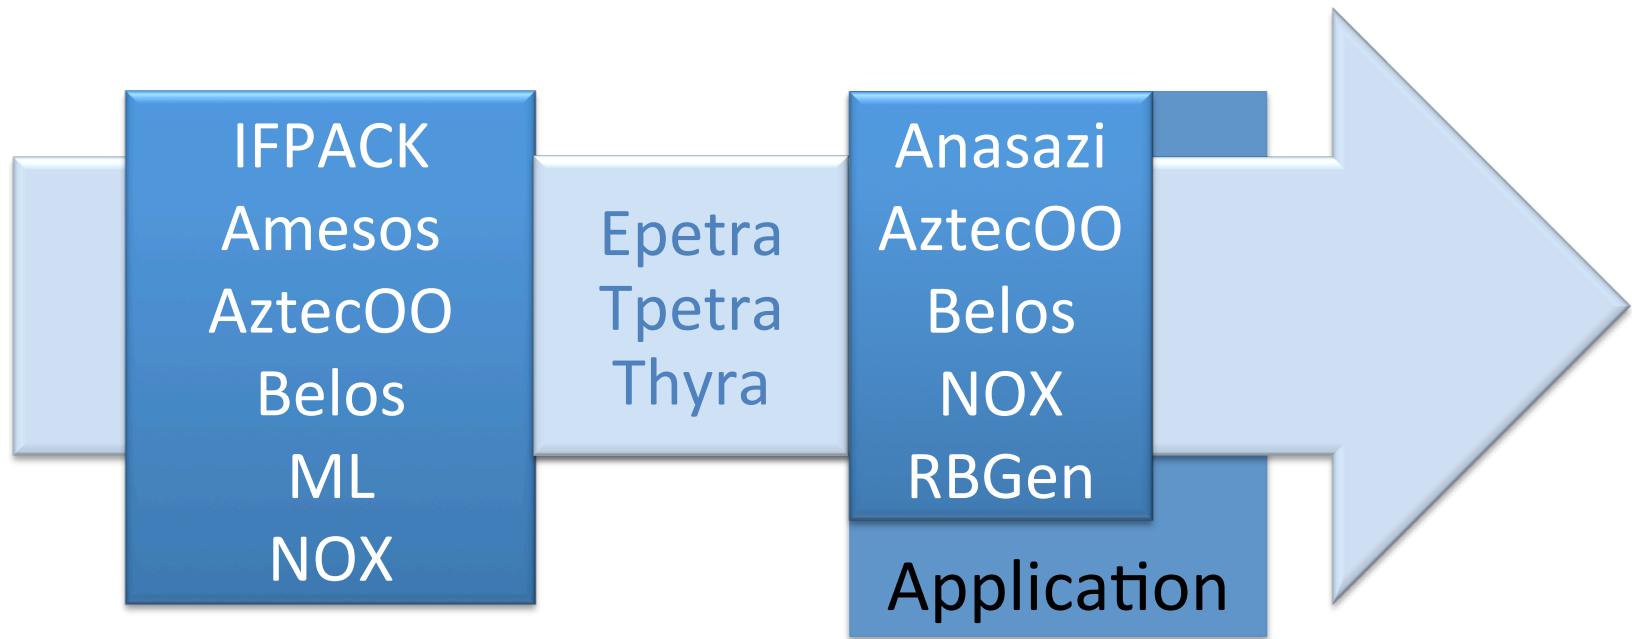 IFPACK
Amesos
AztecOO
Belos
ML
NOX
Epetra
Tpetra
Thyra
Anasazi
AztecOO
Belos
NOX
RBGen
Application